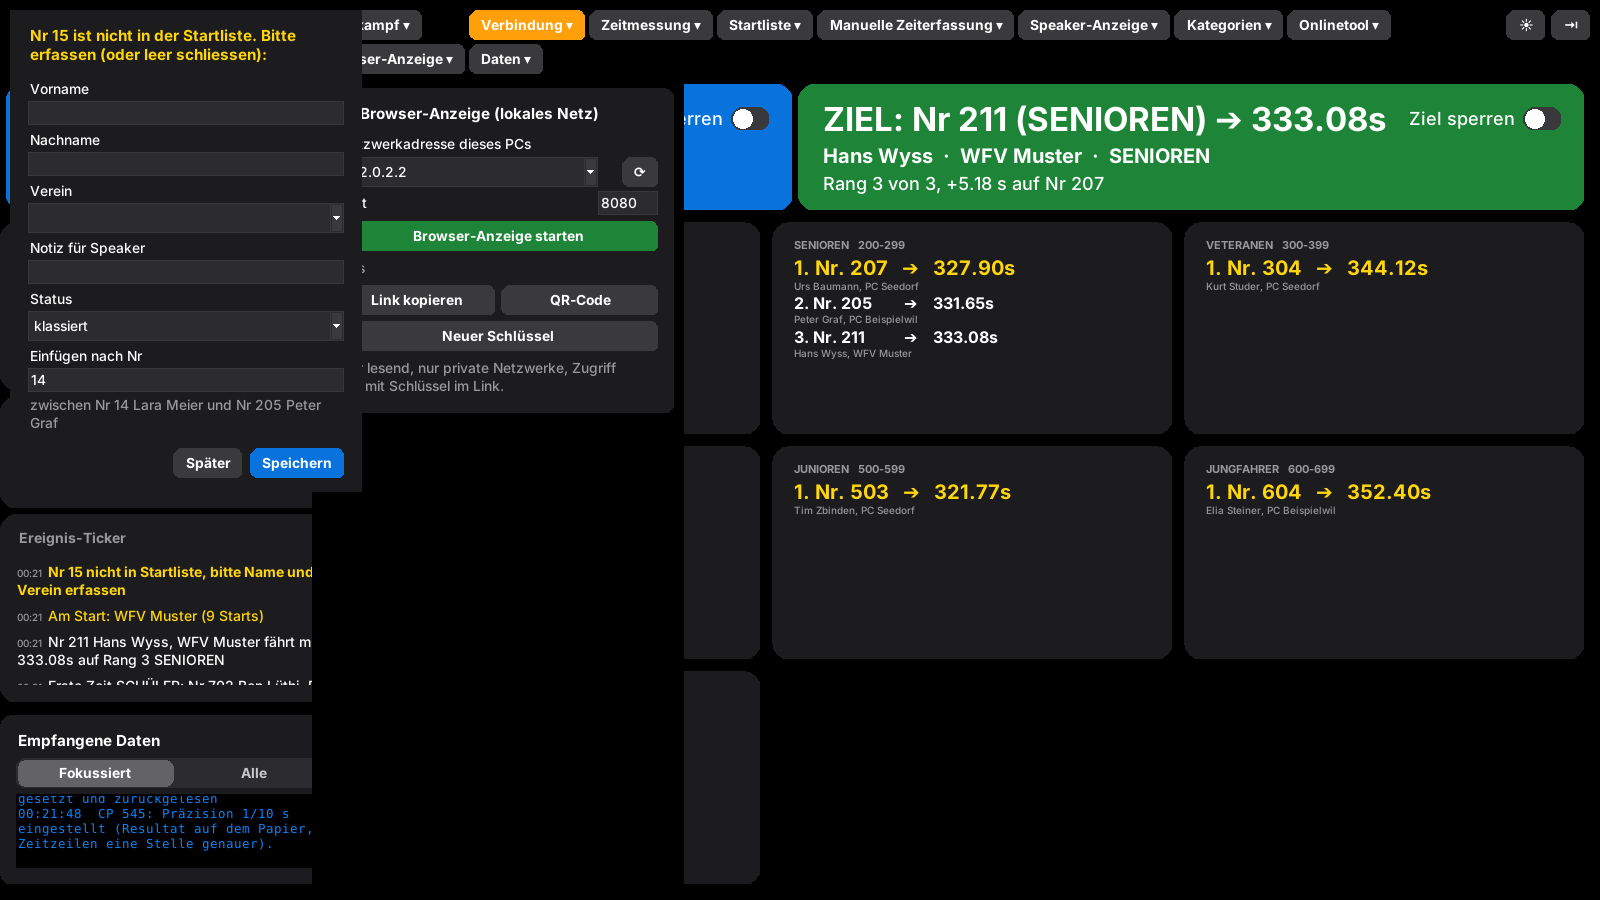 Nr 15 ist nicht in der Startliste. Bitte
erfassen (oder leer schliessen):
Vorname
Nachname
Verein
Notiz für Speaker
Status
klassiert
Einfügen nach Nr
14
zwischen Nr 14 Lara Meier und Nr 205 Peter
Graf
Später
Speichern
Verbindung ▾
Zeitmessung ▾
Startliste ▾
Manuelle Zeiterfassung ▾
Speaker-Anzeige ▾
Kategorien ▾
Onlinetool ▾
ser-Anzeige ▾
Daten ▾
Browser-Anzeige (lokales Netz)
zwerkadresse dieses PCs
2.0.2.2
8080
Browser-Anzeige starten
Link kopieren
QR-Code
Neuer Schlüssel
lesend, nur private Netzwerke, Zugriff
mit Schlüssel im Link.
rren
ZIEL: Nr 211 (SENIOREN) ➔ 333.08s
Ziel sperren
Hans Wyss · WFV Muster · SENIOREN
Rang 3 von 3, +5.18 s auf Nr 207
SENIOREN 200-299
1. Nr. 207 ➔ 327.90s
Urs Baumann, PC Seedorf
2. Nr. 205 ➔ 331.65s
Peter Graf, PC Beispielwil
3. Nr. 211 ➔ 333.08s
Hans Wyss, WFV Muster
VETERANEN 300-399
1. Nr. 304 ➔ 344.12s
Kurt Studer, PC Seedorf
JUNIOREN 500-599
1. Nr. 503 ➔ 321.77s
Tim Zbinden, PC Seedorf
JUNGFAHRER 600-699
1. Nr. 604 ➔ 352.40s
Elia Steiner, PC Beispielwil
Ereignis-Ticker
00:21 Nr 15 nicht in Startliste, bitte Name und
Verein erfassen
00:21 Am Start: WFV Muster (9 Starts)
00:21 Nr 211 Hans Wyss, WFV Muster fährt m
333.08s auf Rang 3 SENIOREN
Erste Zeit SCHÜLER: Nr 702 Ben Lüthi,
Empfangene Daten
Fokussiert
Alle
gesetzt und zurückgelesen
00:21:48 CP 545: Präzision 1/10 s
eingestellt (Resultat auf dem Papier,
Zeitzeilen eine Stelle genauer).